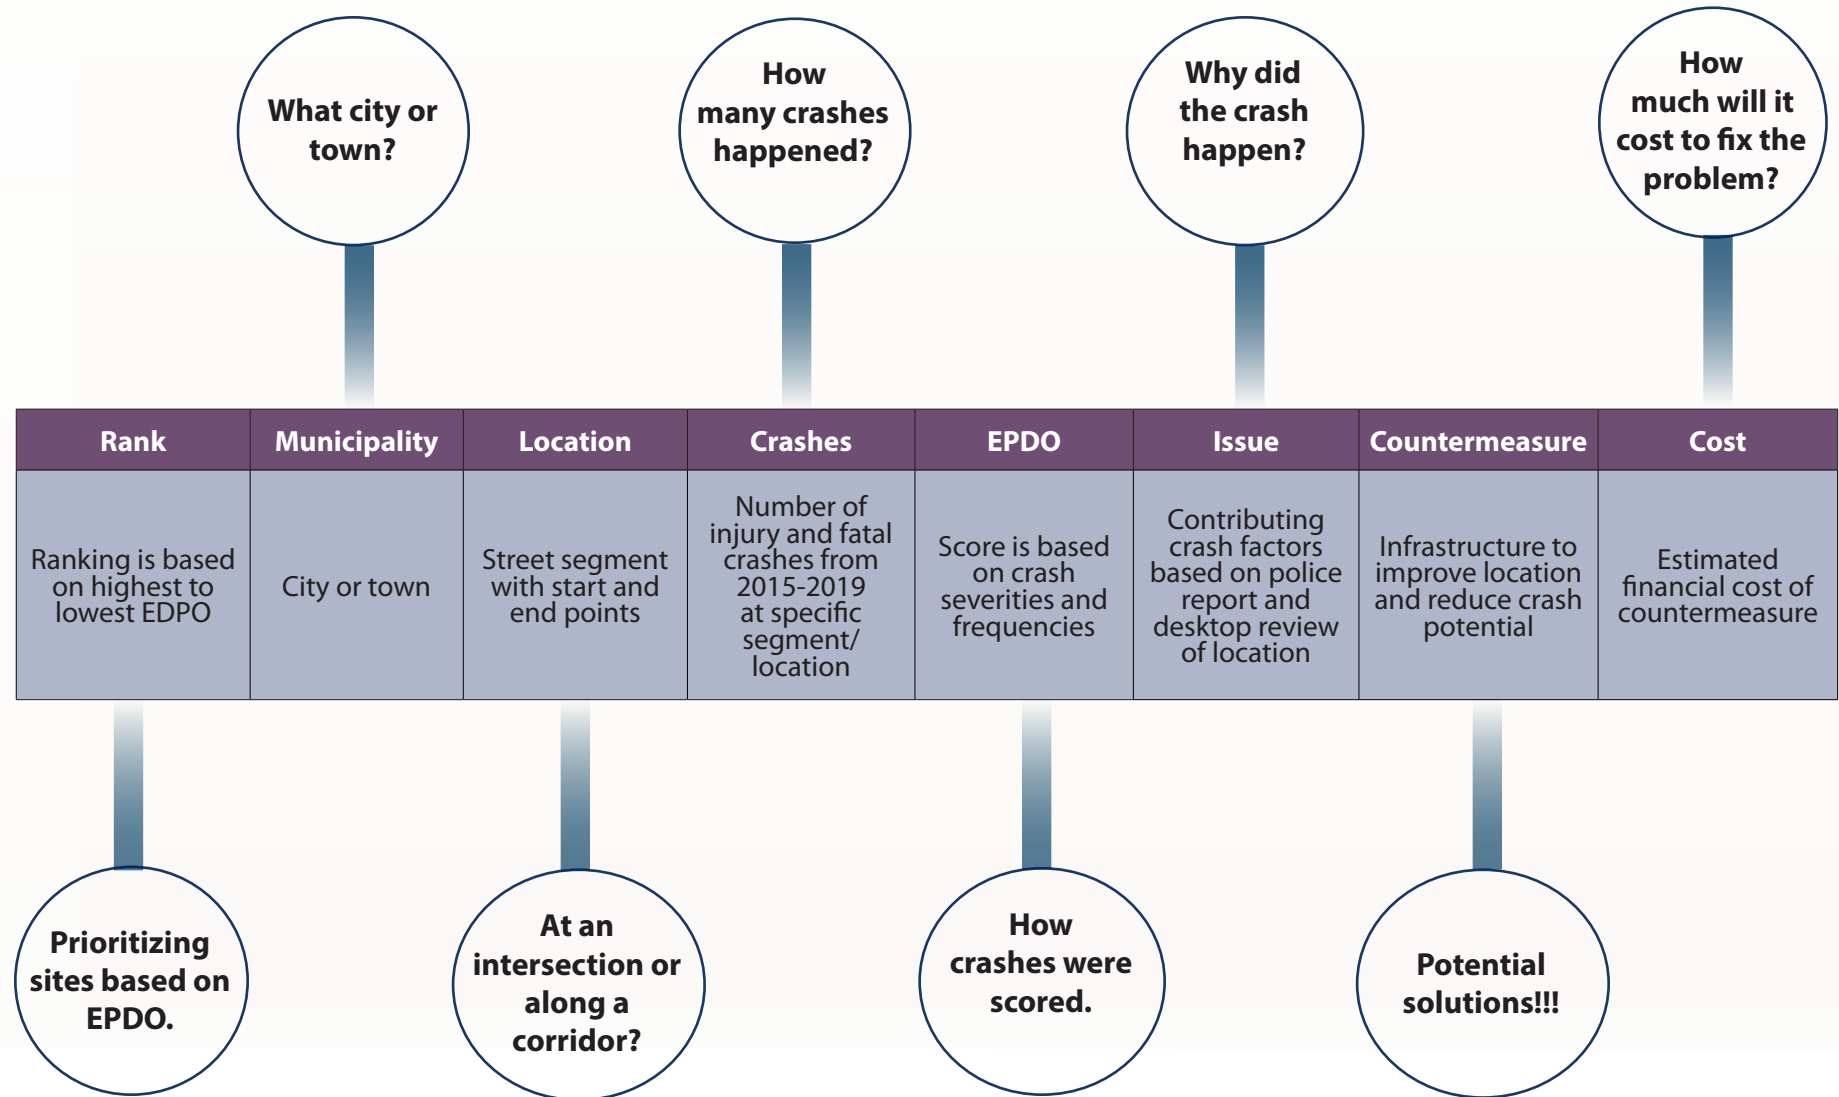 What city or
town?
How
many crashes
happened?
Why did
the crash
happen?
How
much will it
cost to fix the
problem?
Rank
Municipality
Location
Crashes
EPDO
Issue
Countermeasure
Cost
Ranking is based
on highest to
lowest EDPO
City or town
Street segment
with start and
end points
Number of
injury and fatal
crashes from
2015-2019
at specific
segment/
location
Score is based
on crash
severities and
frequencies
Contributing
crash factors
based on police
report and
desktop review
of location
Infrastructure to
improve location
and reduce crash
potential
Estimated
financial cost of
countermeasure
Prioritizing
sites based on
EPDO.
At an
intersection or
along a
corridor?
How
crashes were
scored.
Potential
solutions!!!